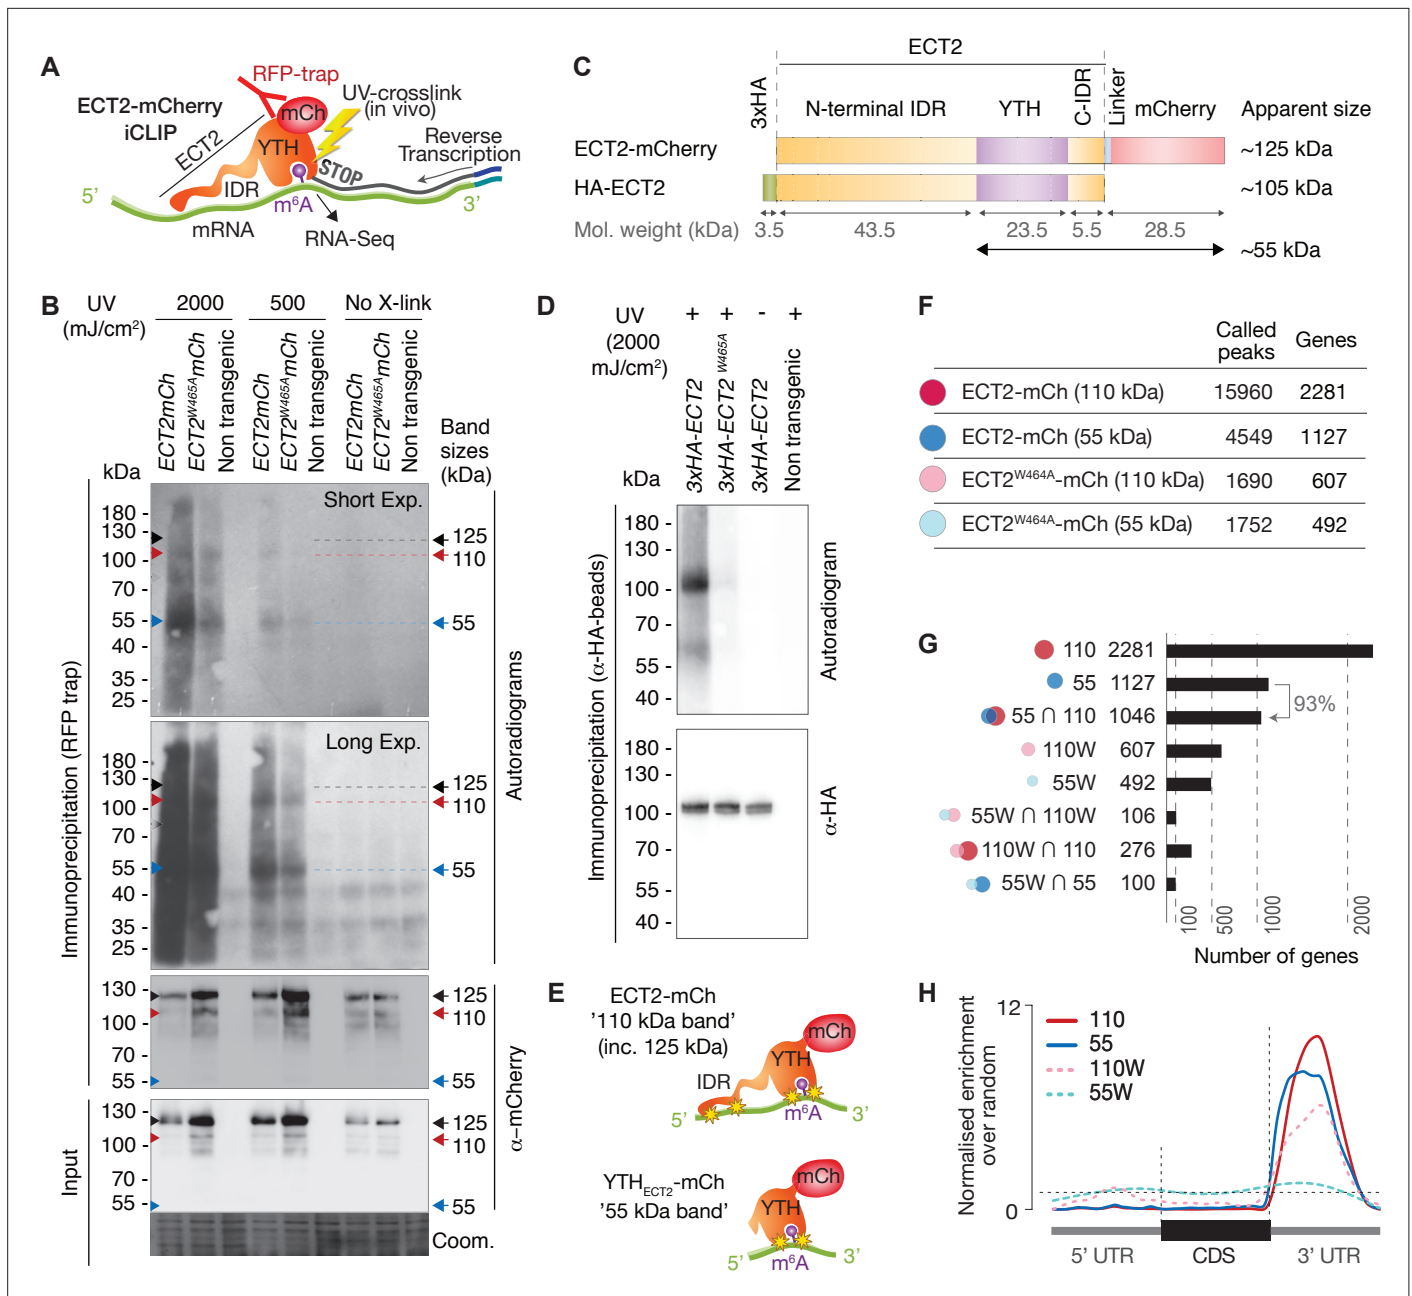 A
RFP-trap
ECT2-mCherry
iCLIP
mCh
UV-crosslink
(in vivo)
ECT2
YTH
Reverse
Transcription
STOP
IDR
5’
m⁶A
3’
mRNA
RNA-Seq
C
ECT2
3xHA
N-terminal IDR
YTH
C-IDR
Linker
mCherry
Apparent size
ECT2-mCherry
~125 kDa
HA-ECT2
~105 kDa
Mol. weight (kDa)
3.5
43.5
23.5
5.5
28.5
~55 kDa
B
UV
(mJ/cm²)
2000
500
No X-link
ECT2mCh
ECT2ᵂ⁴⁶⁵ᴬmCh
Non transgenic
ECT2mCh
ECT2ᵂ⁴⁶⁵ᴬmCh
Non transgenic
ECT2mCh
ECT2ᵂ⁴⁶⁵ᴬmCh
Non transgenic
Band
sizes
(kDa)
kDa
Short Exp.
180 -
130 -
100 -
70 -
55 -
40 -
35 -
25 -
125
110
55
Long Exp.
180 -
130 -
100 -
70 -
55 -
40 -
35 -
25 -
125
110
55
Autoradiograms
Immunoprecipitation (RFP trap)
130 -
100 -
70 -
55 -
125
110
55
Input
130 -
100 -
70 -
55 -
125
110
55
α–mCherry
Coom.
D
UV
(2000
mJ/cm²)
+ + - +
3xHA-ECT2
3xHA-ECT2 ᵂ⁴⁶⁵ᴬ
3xHA-ECT2
Non transgenic
kDa
180 -
130 -
100 -
70 -
55 -
40 -
Autoradiogram
Immunoprecipitation (α-HA-beads)
180 -
130 -
100 -
70 -
55 -
40 -
α-HA
E
ECT2-mCh
’110 kDa band’
(inc. 125 kDa)
mCh
YTH
IDR
5’
m⁶A
3’
YTH_ECT2-mCh
’55 kDa band’
mCh
YTH
5’
m⁶A
3’
F
Called
peaks
Genes
ECT2-mCh (110 kDa) 15960 2281
ECT2-mCh (55 kDa) 4549 1127
ECT2ᵂ⁴⁶⁴ᴬ-mCh (110 kDa) 1690 607
ECT2ᵂ⁴⁶⁴ᴬ-mCh (55 kDa) 1752 492
G
110 2281
55 1127
93%
55 ∩ 110 1046
110W 607
55W 492
55W ∩ 110W 106
110W ∩ 110 276
55W ∩ 55 100
100
500
1000
2000
Number of genes
H
Normalised enrichment
over random
12
0
110
55
110W
55W
5’ UTR
CDS
3’ UTR